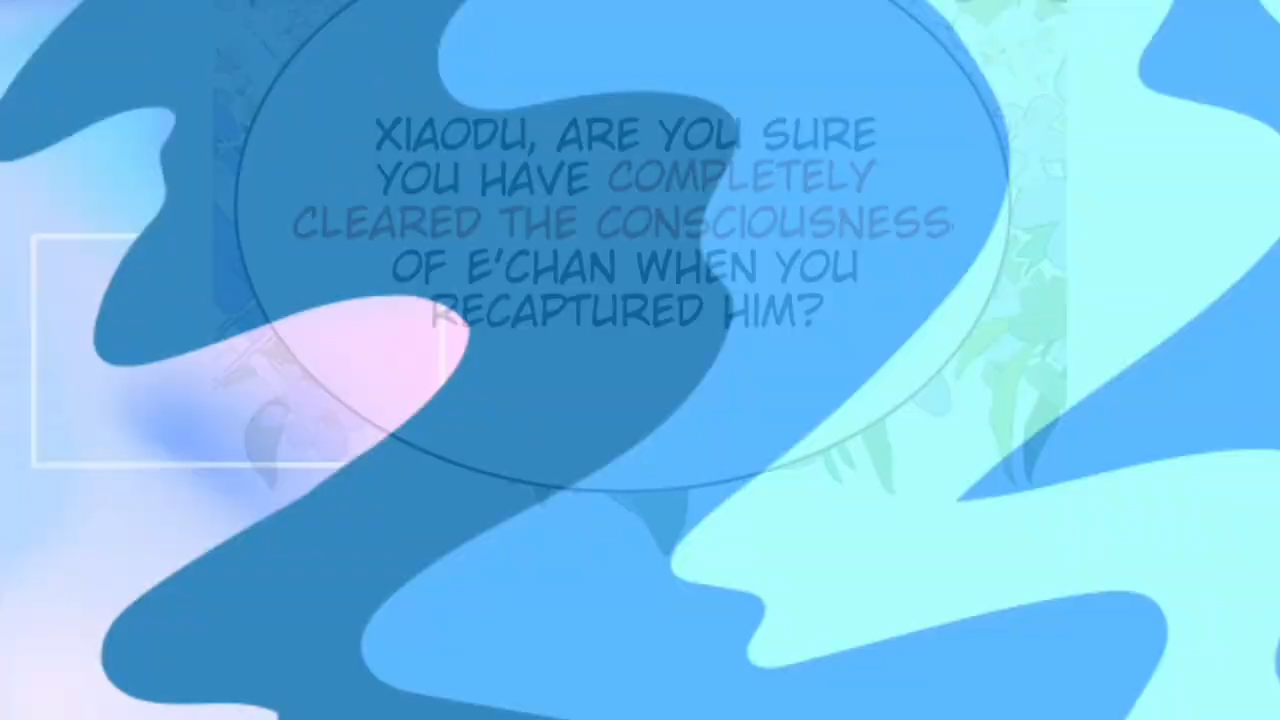 XIAODU, ARE YOU SURE
YOU HAVE COMPLETELY
CLEARED THE CONSCIOUSNESS
OF E'CHAN WHEN YOU
RECAPTURED HIM?